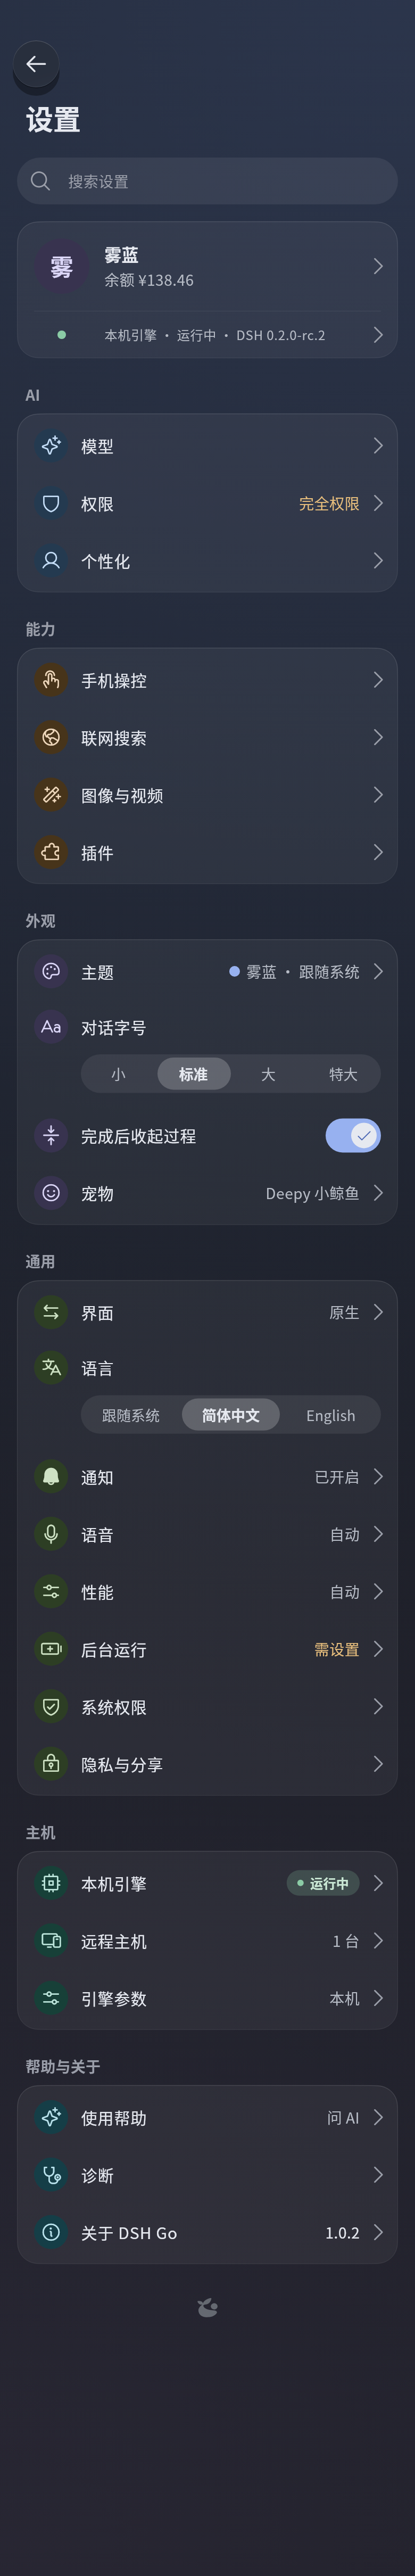 设置
搜索设置
雾
雾蓝
余额 ¥138.46
本机引擎 • 运行中 • DSH 0.2.0-rc.2
AI
模型
权限 完全权限
个性化
能力
手机操控
联网搜索
图像与视频
插件
外观
主题 雾蓝 • 跟随系统
Aa 对话字号
小 标准 大 特大
完成后收起过程
宠物 Deepy 小鲸鱼
通用
界面 原生
语言
跟随系统 简体中文 English
通知 已开启
语音 自动
性能 自动
后台运行 需设置
系统权限
隐私与分享
主机
本机引擎 运行中
远程主机 1 台
引擎参数 本机
帮助与关于
使用帮助 问 AI
诊断
关于 DSH Go 1.0.2